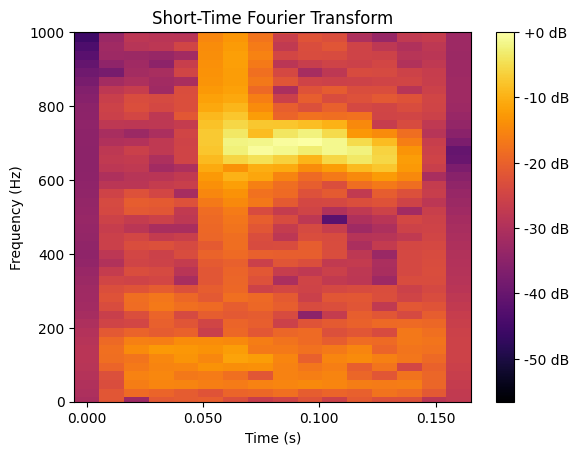 Short-Time Fourier Transform
1000
800
600
400
200
0
Frequency (Hz)
0.000
0.050
0.100
0.150
Time (s)
+0 dB
-10 dB
-20 dB
-30 dB
-40 dB
-50 dB